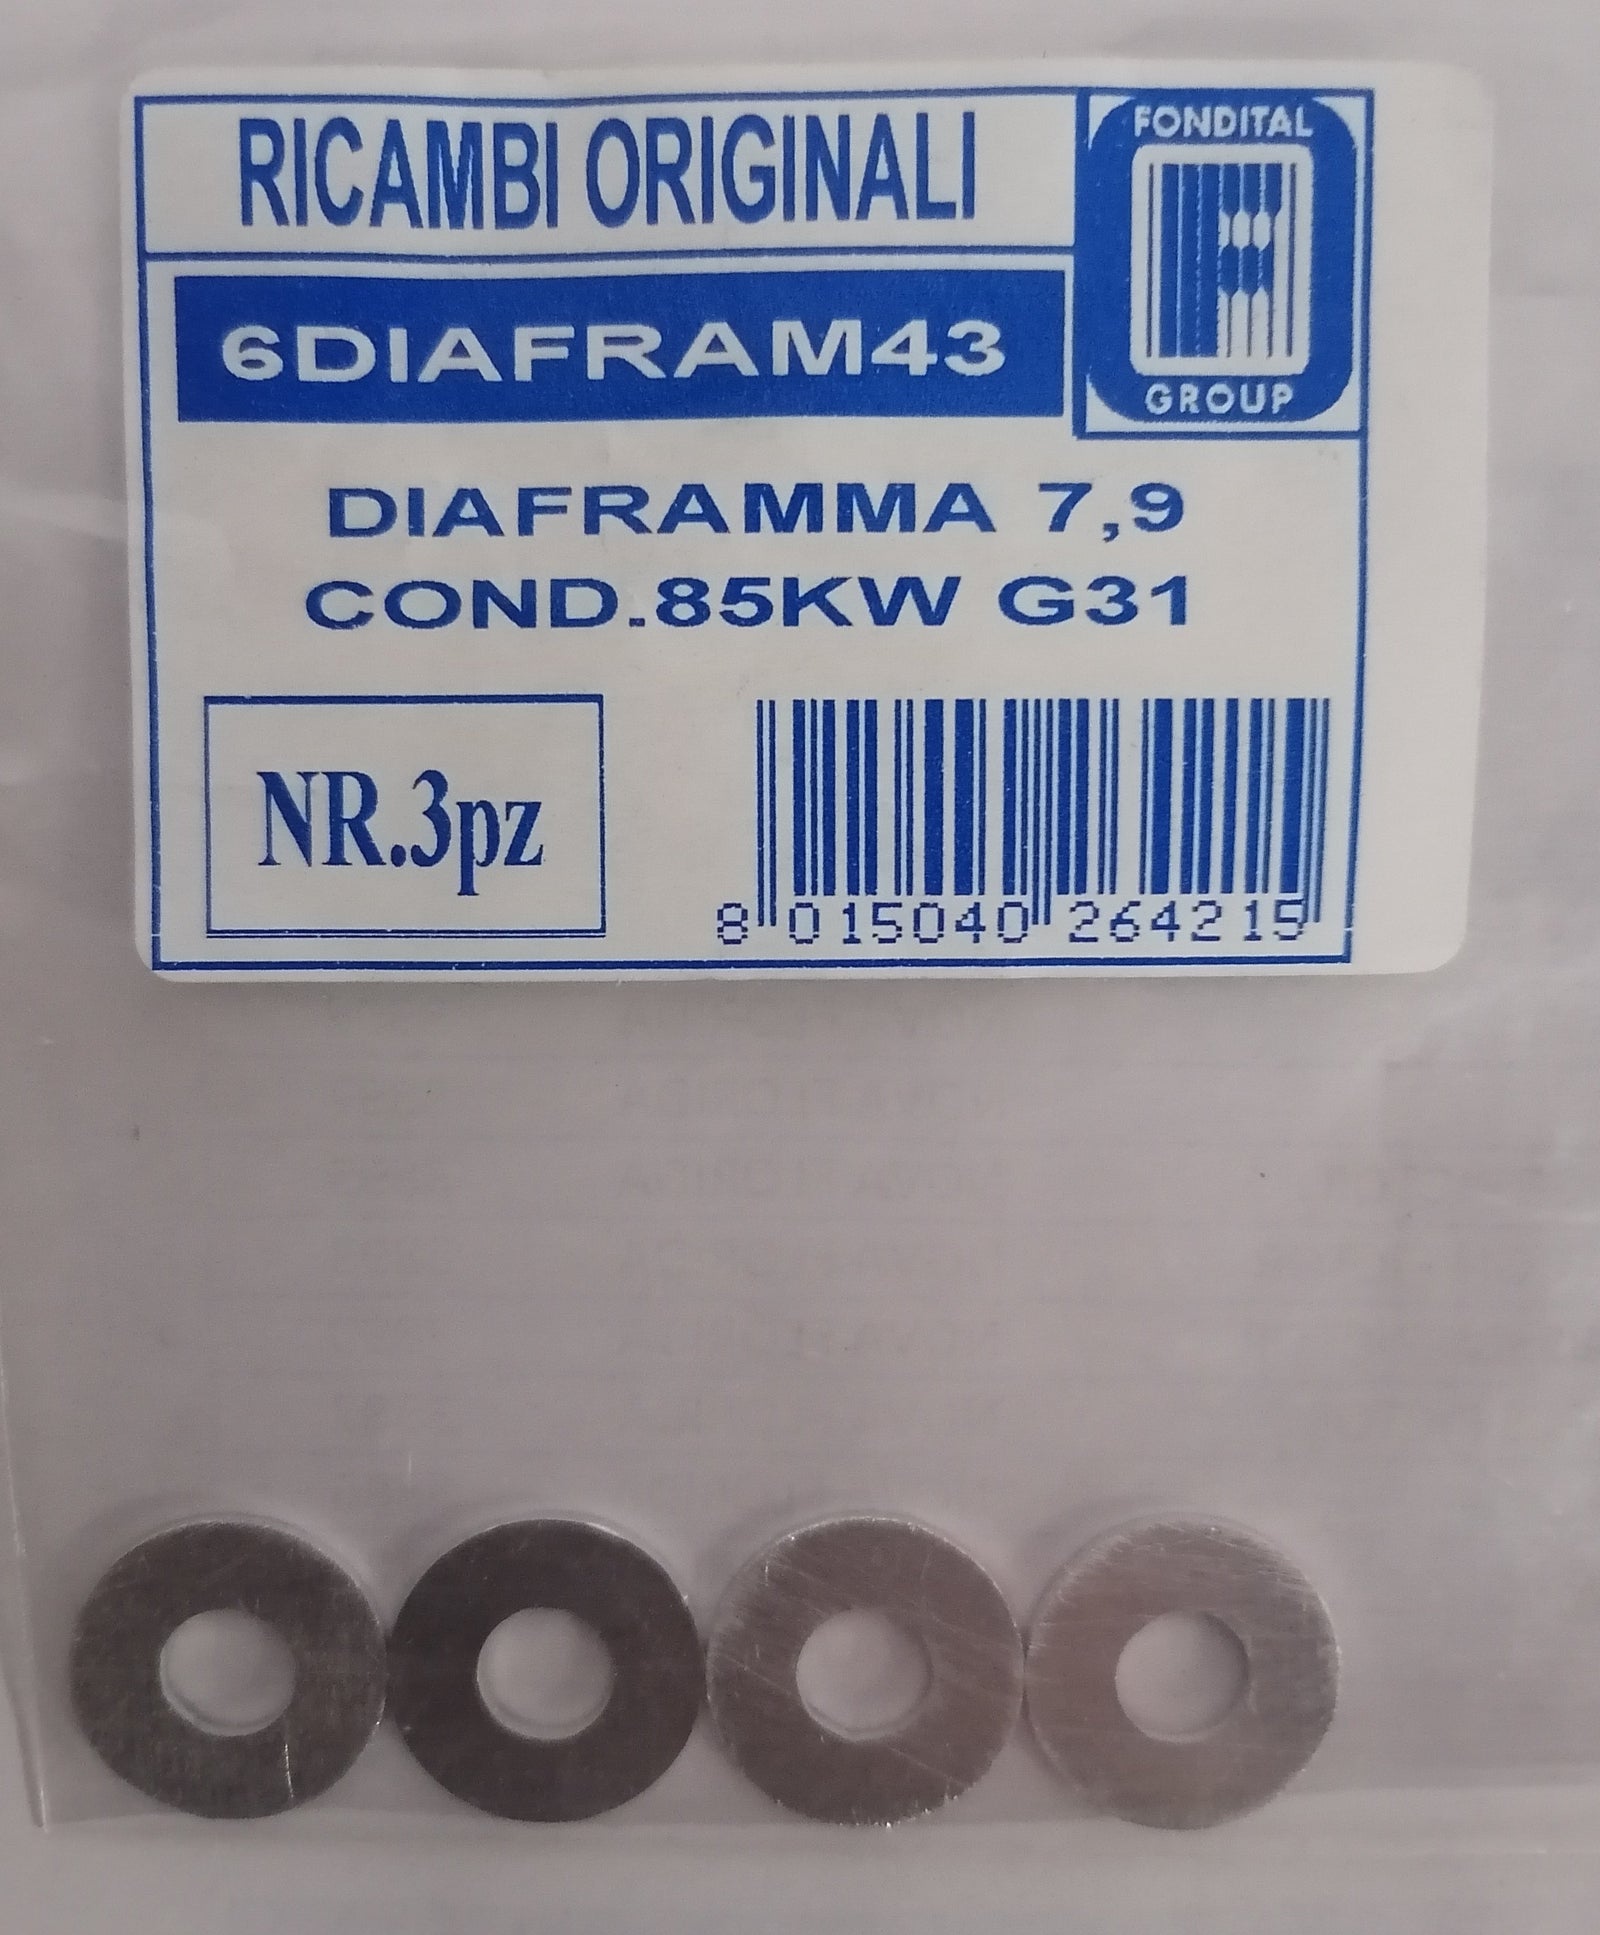 RICAMBI ORIGINALI
FONDITAL
GROUP
6DIAFRAM43
DIAFRAMMA 7,9
COND.85KW G31
NR.3pz
8 015040 264215